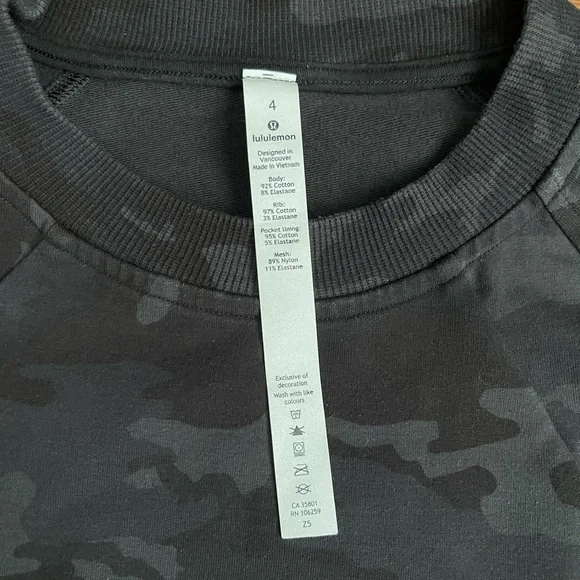 4
lululemon
Designed in
Vancouver
Made in Vietnam
Body:
92% Cotton
8% Elastane
Rib:
97% Cotton
3% Elastane
Pocket lining:
95% Cotton
5% Elastane
Mesh:
89% Nylon
11% Elastane
Exclusive of
decoration
Wash with like
colours
CA 35801
RN 106259
Z5